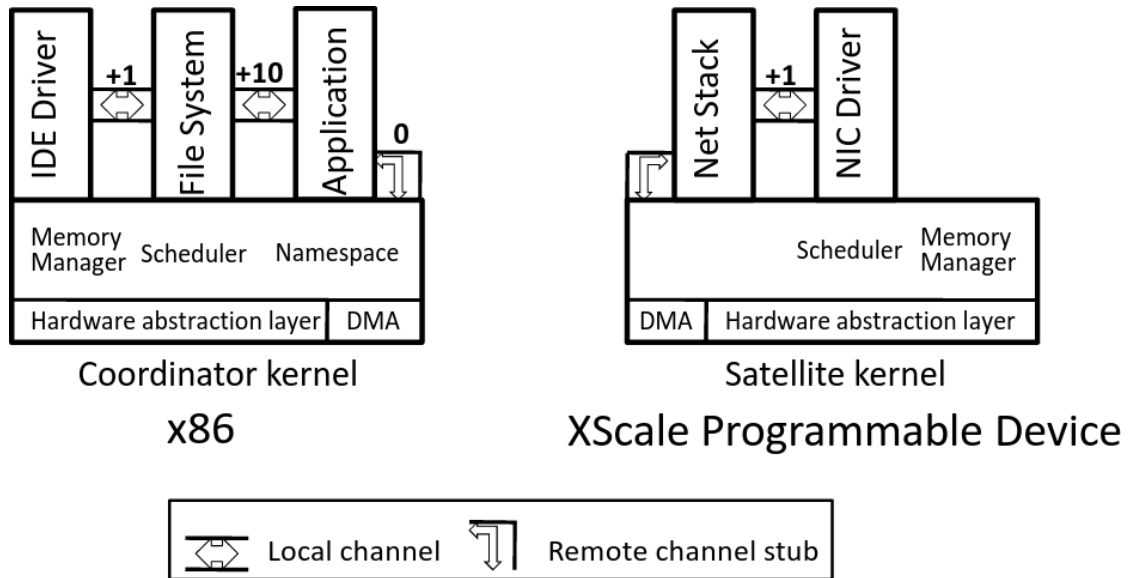 IDE Driver
+1
File System
+10
Application
0
Net Stack
+1
NIC Driver
Memory
Manager
Scheduler
Namespace
Scheduler
Memory
Manager
Hardware abstraction layer
DMA
DMA
Hardware abstraction layer
Coordinator kernel
Satellite kernel
x86
XScale Programmable Device
Local channel
Remote channel stub